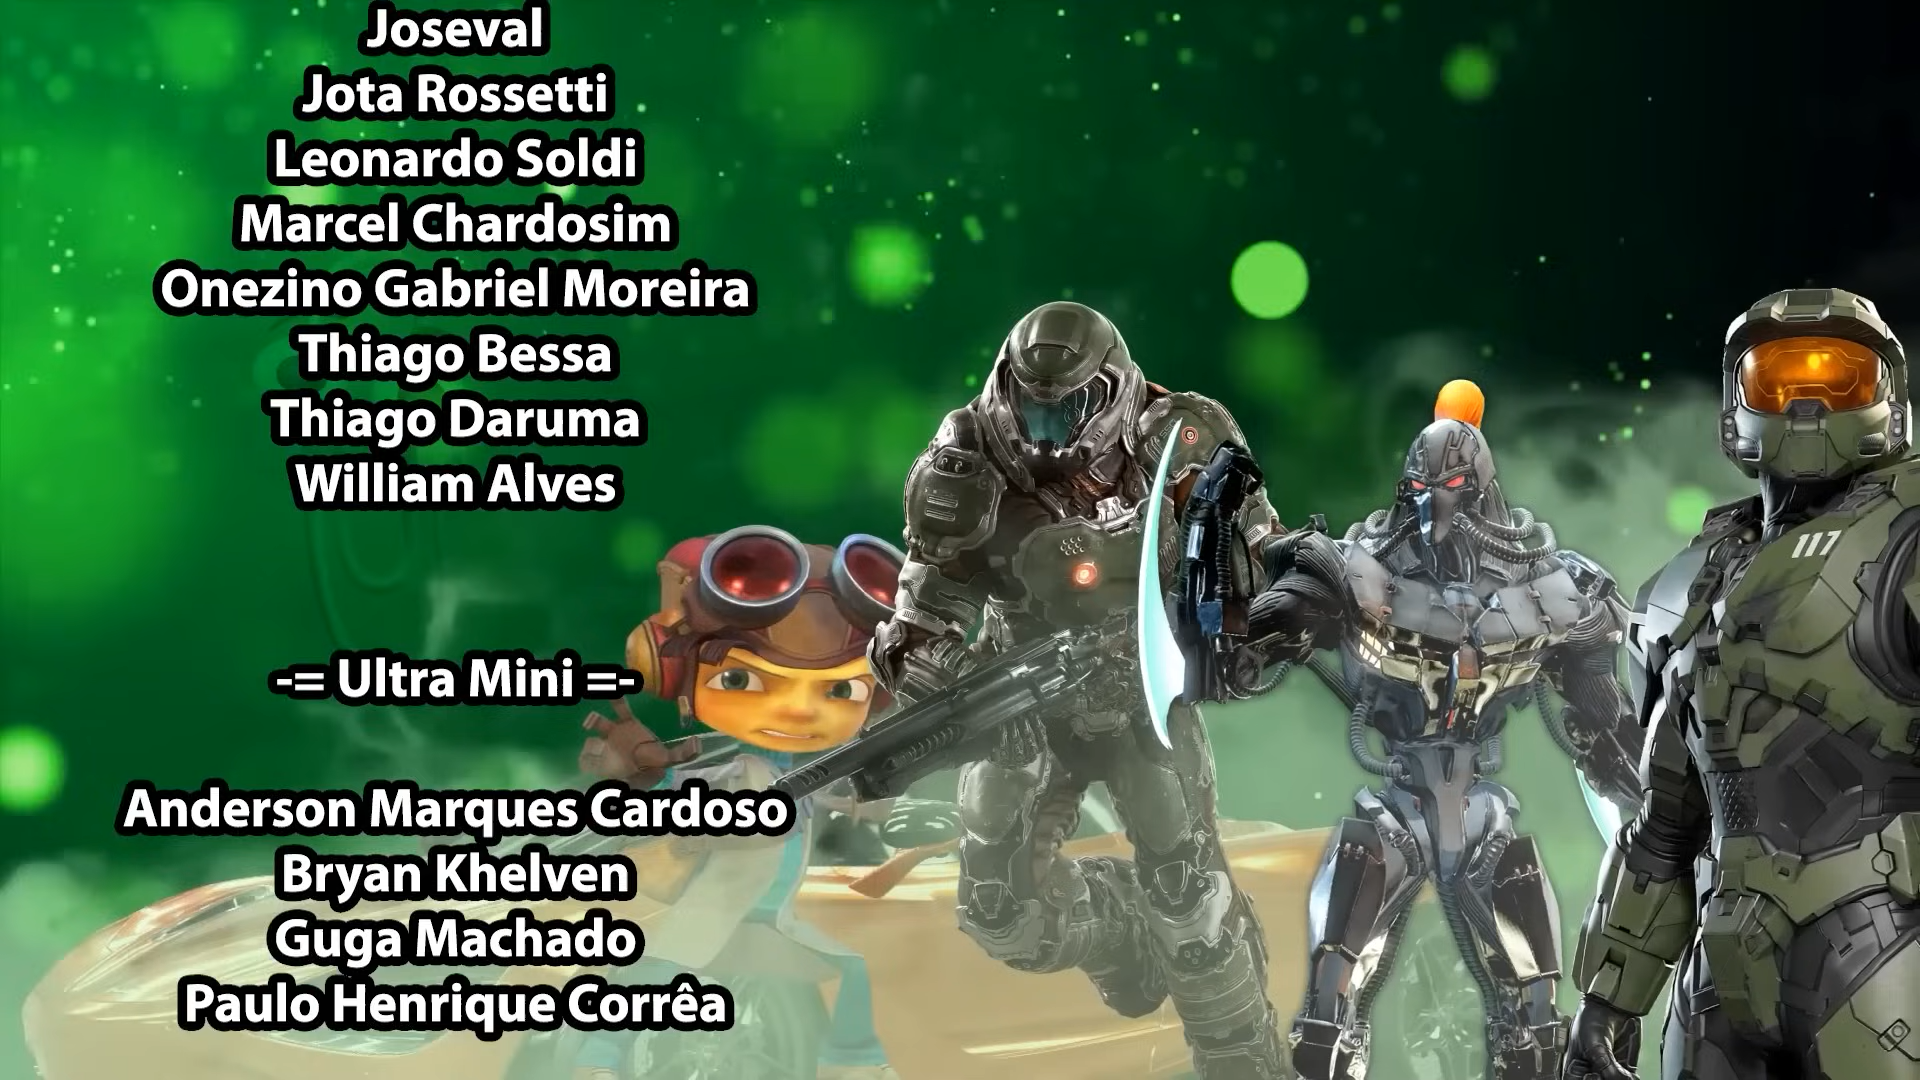 Joseval
Jota Rossetti
Leonardo Soldi
Marcel Chardosim
Onezino Gabriel Moreira
Thiago Bessa
Thiago Daruma
William Alves
-= Ultra Mini =-
Anderson Marques Cardoso
Bryan Khelven
Guga Machado
Paulo Henrique Corrêa
117